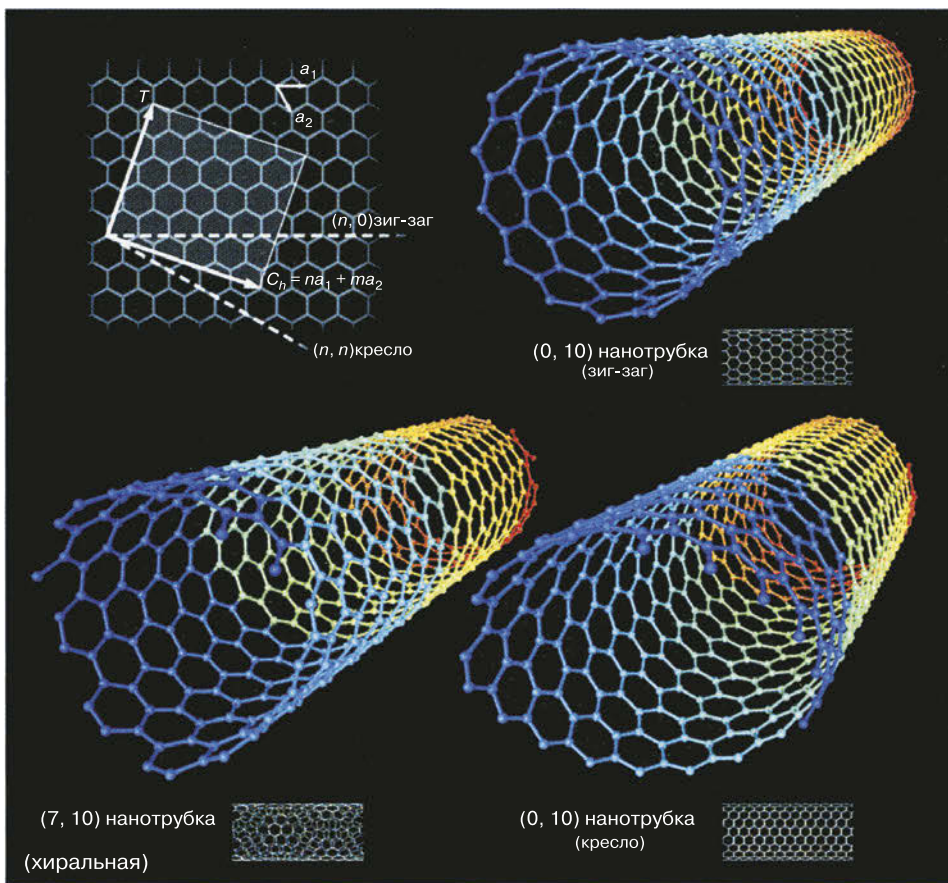 a₁
T
a₂
(n, 0)зиг-заг
Cₕ = na₁ + ma₂
(n, n)кресло
(0, 10) нанотрубка
(зиг-заг)
(7, 10) нанотрубка
(хиральная)
(0, 10) нанотрубка
(кресло)